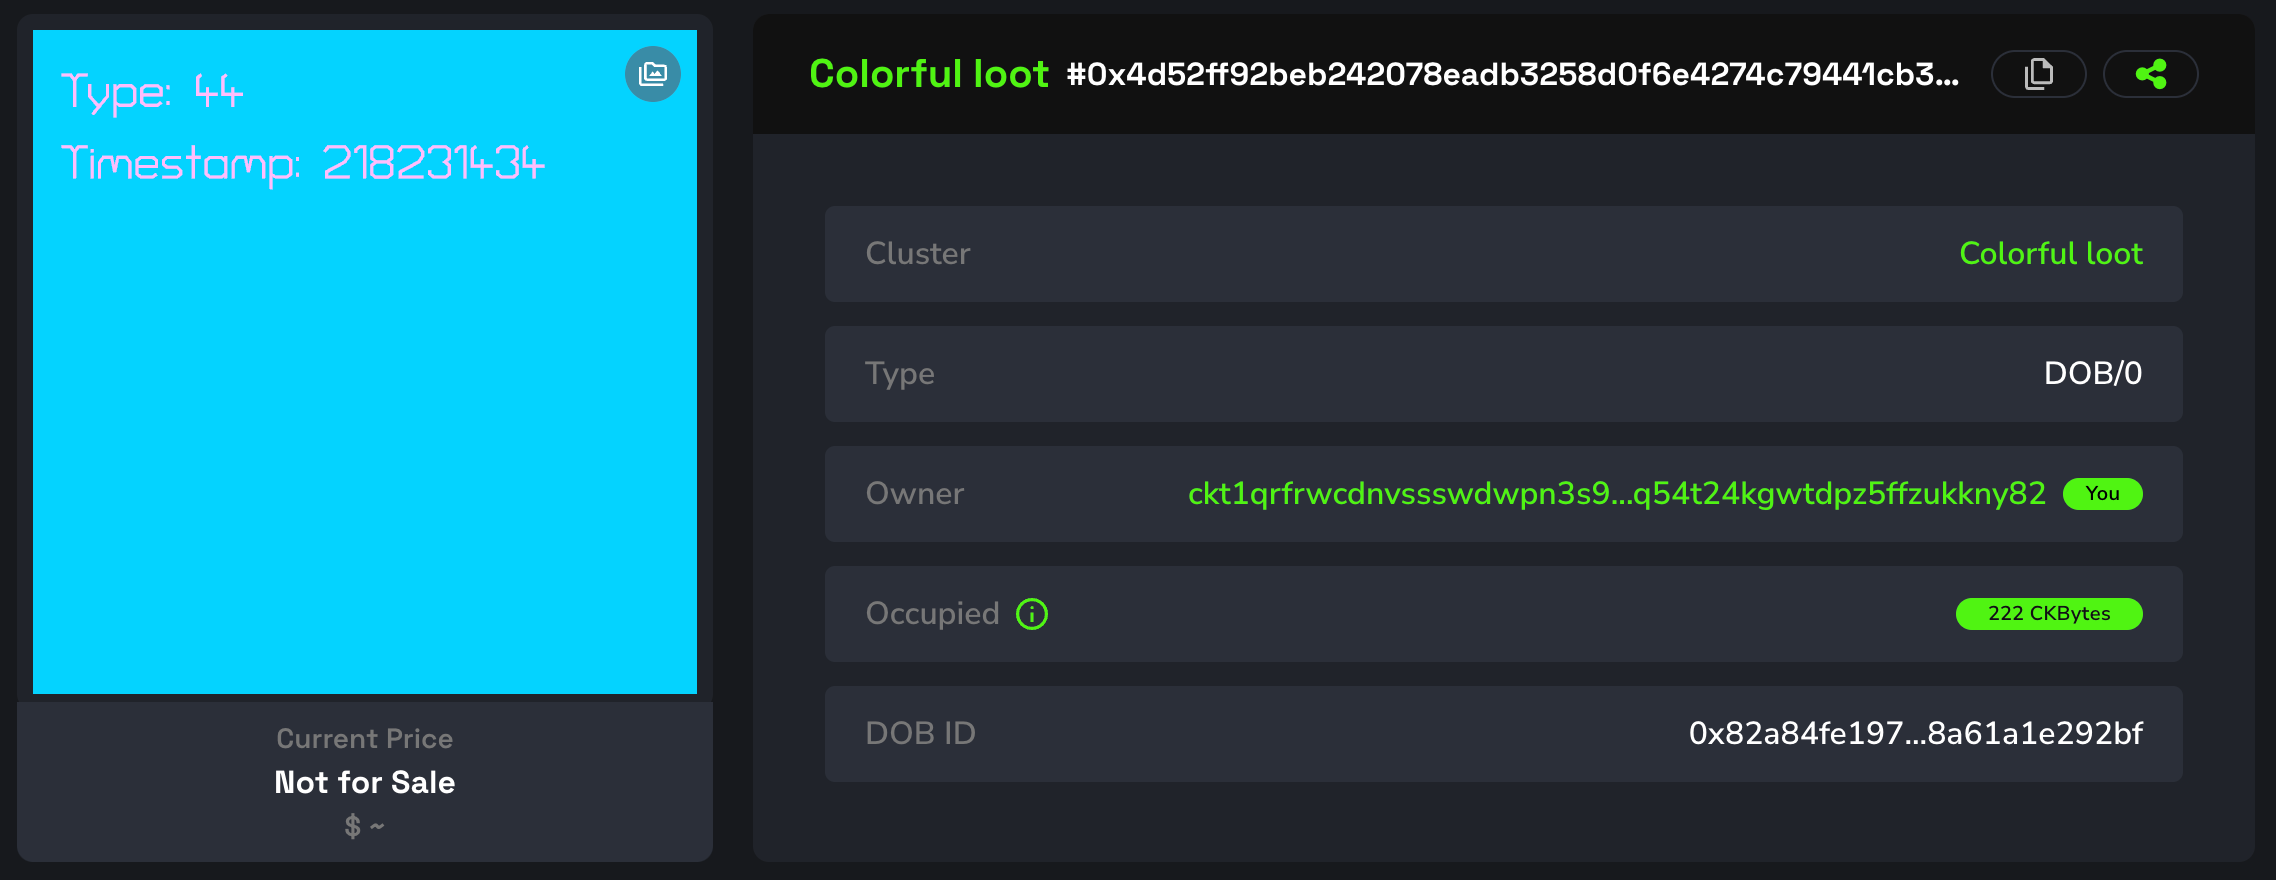 Type: 44
Timestamp: 218231434
Current Price
Not for Sale
$ ~
Colorful loot #0x4d52ff92beb242078eadb3258d0f6e4274c79441cb3...
Cluster Colorful loot
Type DOB/0
Owner ckt1qrfrwcdnvssswdwpn3s9...q54t24kgwtdpz5ffzukkny82 You
Occupied 222 CKBytes
DOB ID 0x82a84fe197...8a61a1e292bf